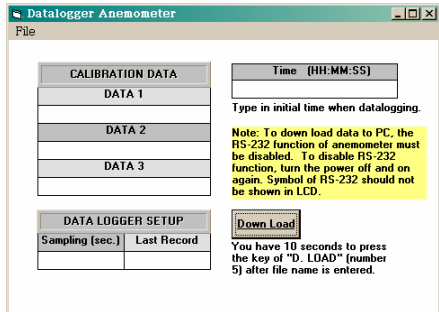 Datalogger Anemometer
File
CALIBRATION DATA
DATA 1
DATA 2
DATA 3
DATA LOGGER SETUP
Sampling (sec.) Last Record
Time (HH:MM:SS)
Type in initial time when datalogging.
Note: To down load data to PC, the
RS-232 function of anemometer must
be disabled. To disable RS-232
function, turn the power off and on
again. Symbol of RS-232 should not
be shown in LCD.
Down Load
You have 10 seconds to press
the key of "D. LOAD" (number
5) after file name is entered.